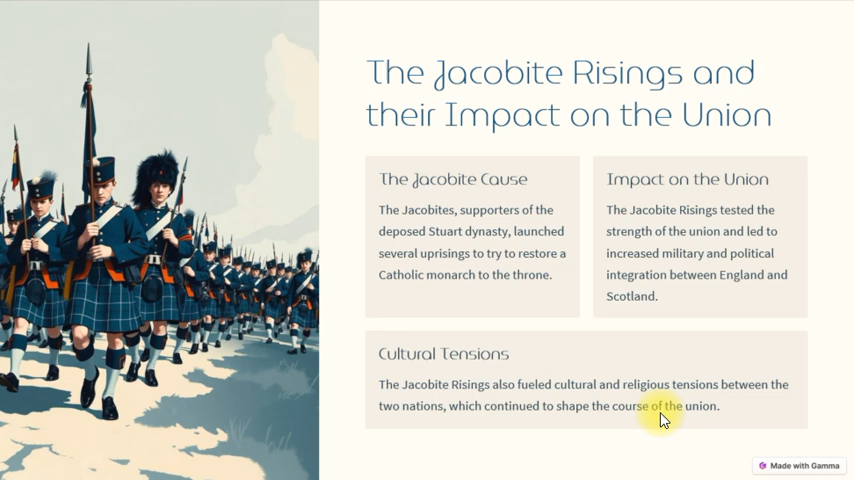 The Jacobite Risings and
their Impact on the Union
The Jacobite Cause
The Jacobites, supporters of the
deposed Stuart dynasty, launched
several uprisings to try to restore a
Catholic monarch to the throne.
Impact on the Union
The Jacobite Risings tested the
strength of the union and led to
increased military and political
integration between England and
Scotland.
Cultural Tensions
The Jacobite Risings also fueled cultural and religious tensions between the
two nations, which continued to shape the course of the union.
Made with Gamma